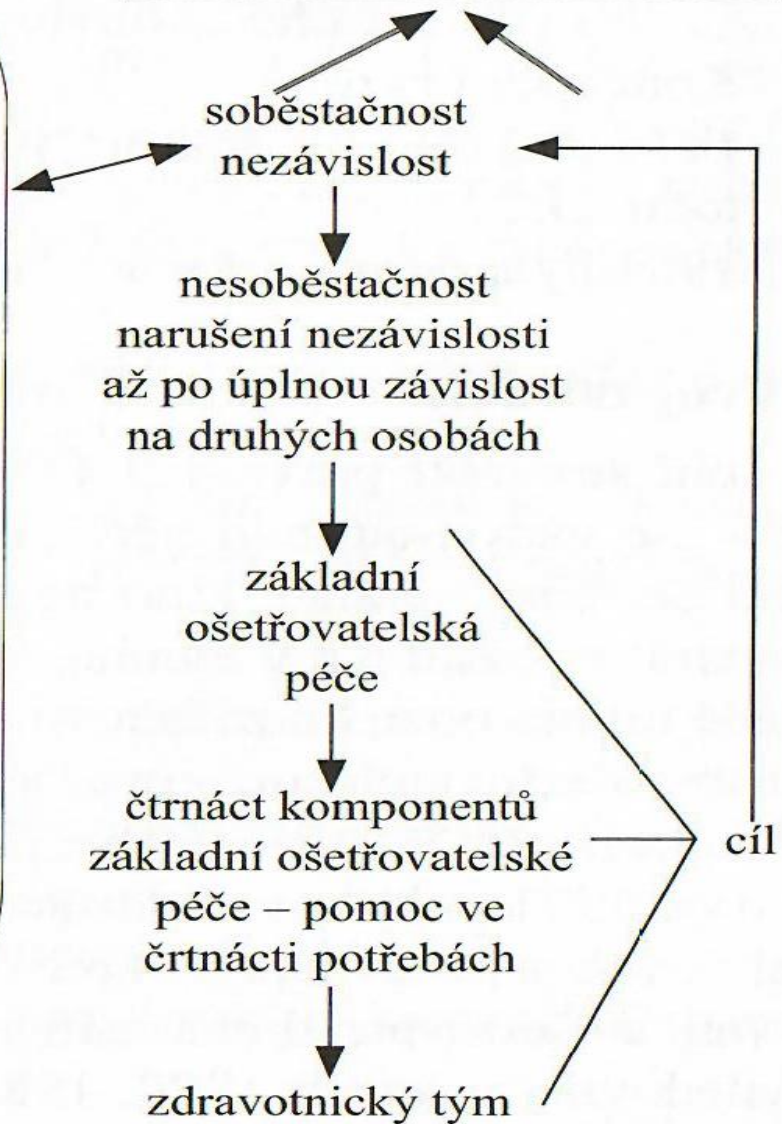 soběstačnost
nezávislost
nesoběstačnost
narušení nezávislosti
až po úplnou závislost
na druhých osobách
základní
ošetřovatelská
péče
čtrnáct komponentů
základní ošetřovatelské
péče – pomoc ve
črtnácti potřebách
cíl
zdravotnický tým